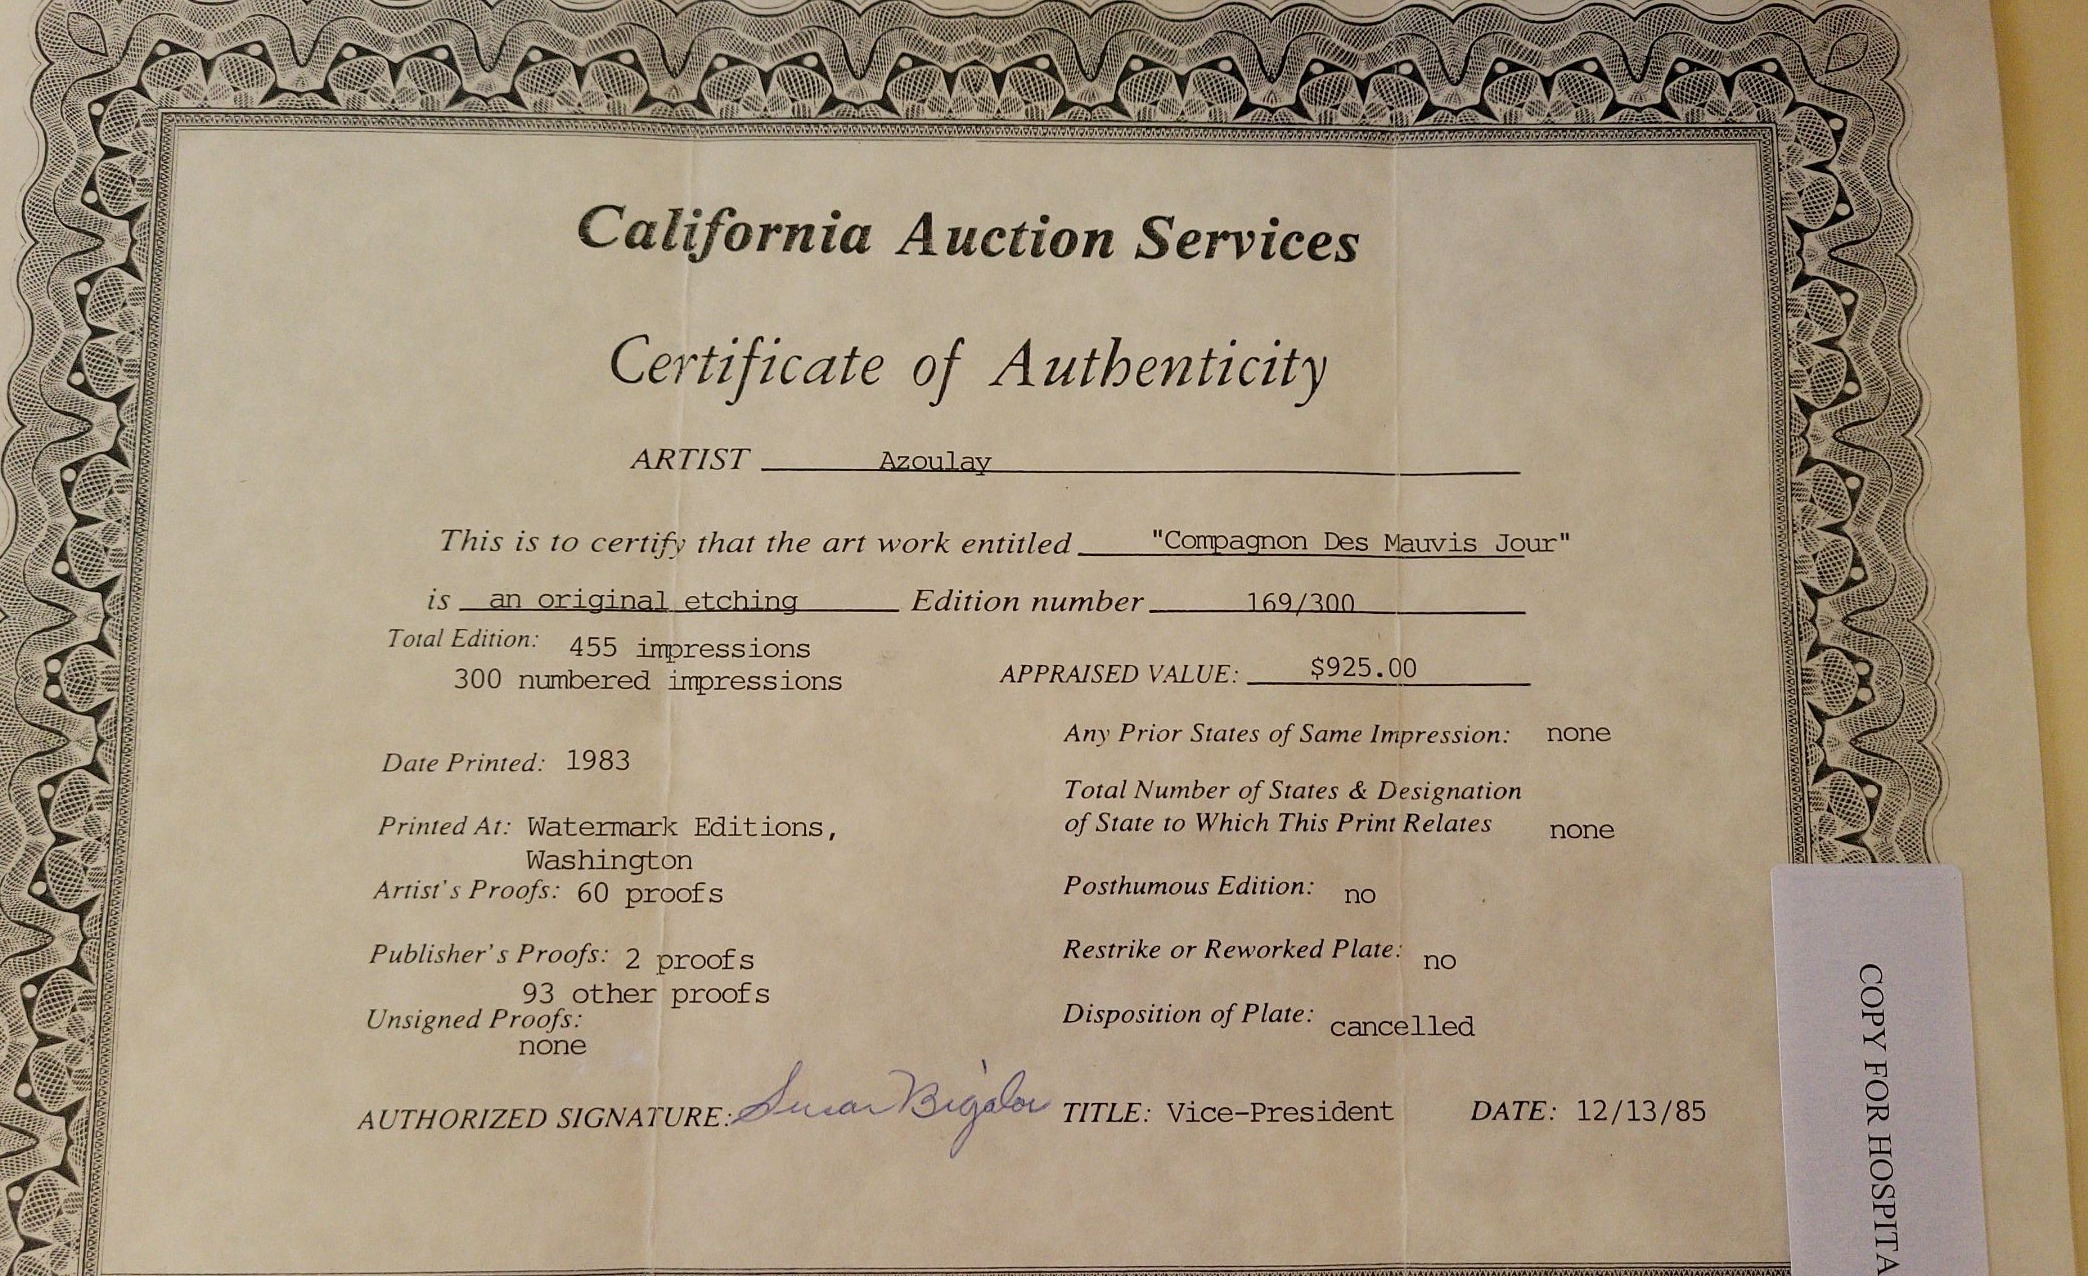 California Auction Services
Certificate of Authenticity
ARTIST Azoulay
This is to certify that the art work entitled "Compagnon Des Mauvis Jour"
is an original etching Edition number 169/300
Total Edition: 455 impressions
300 numbered impressions
APPRAISED VALUE: $925.00
Any Prior States of Same Impression: none
Date Printed: 1983
Total Number of States & Designation
of State to Which This Print Relates none
Printed At: Watermark Editions,
Washington
Artist's Proofs: 60 proofs
Posthumous Edition: no
Publisher's Proofs: 2 proofs
93 other proofs
Restrike or Reworked Plate: no
Unsigned Proofs:
none
Disposition of Plate: cancelled
AUTHORIZED SIGNATURE: Susan Bigelow TITLE: Vice-President DATE: 12/13/85
COPY FOR HOSPITA